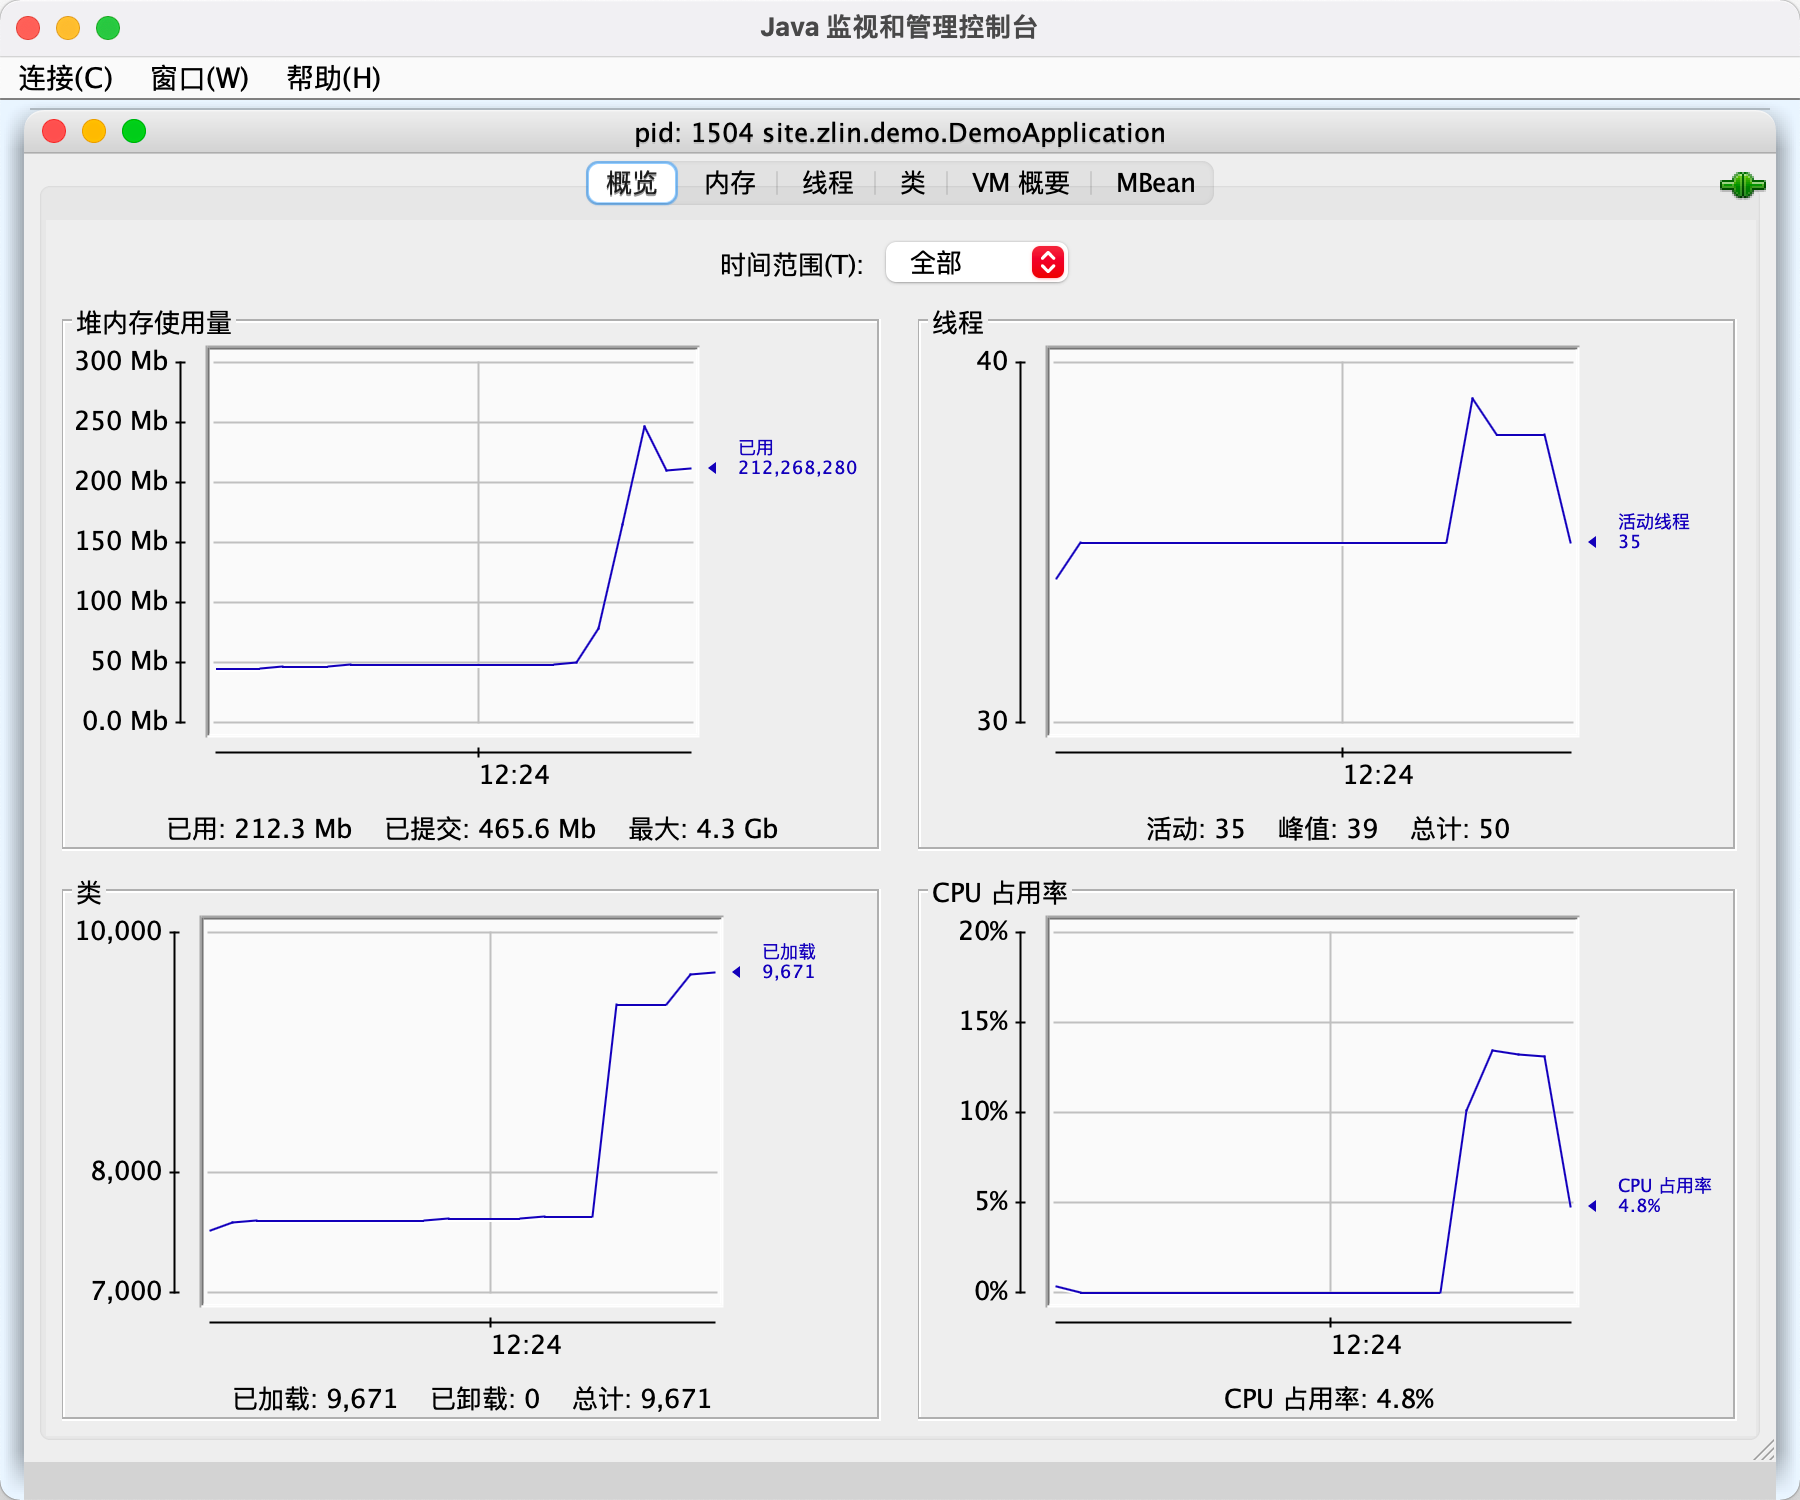 Java 监视和管理控制台
连接(C) 窗口(W) 帮助(H)
pid: 1504 site.zlin.demo.DemoApplication
概览 内存 线程 类 VM 概要 MBean
时间范围(T): 全部
堆内存使用量
300 Mb
250 Mb
200 Mb
150 Mb
100 Mb
50 Mb
0.0 Mb
已用
212,268,280
12:24
已用: 212.3 Mb 已提交: 465.6 Mb 最大: 4.3 Gb
线程
40
30
活动线程
35
12:24
活动: 35 峰值: 39 总计: 50
类
10,000
8,000
7,000
已加载
9,671
12:24
已加载: 9,671 已卸载: 0 总计: 9,671
CPU 占用率
20%
15%
10%
5%
0%
CPU 占用率
4.8%
12:24
CPU 占用率: 4.8%